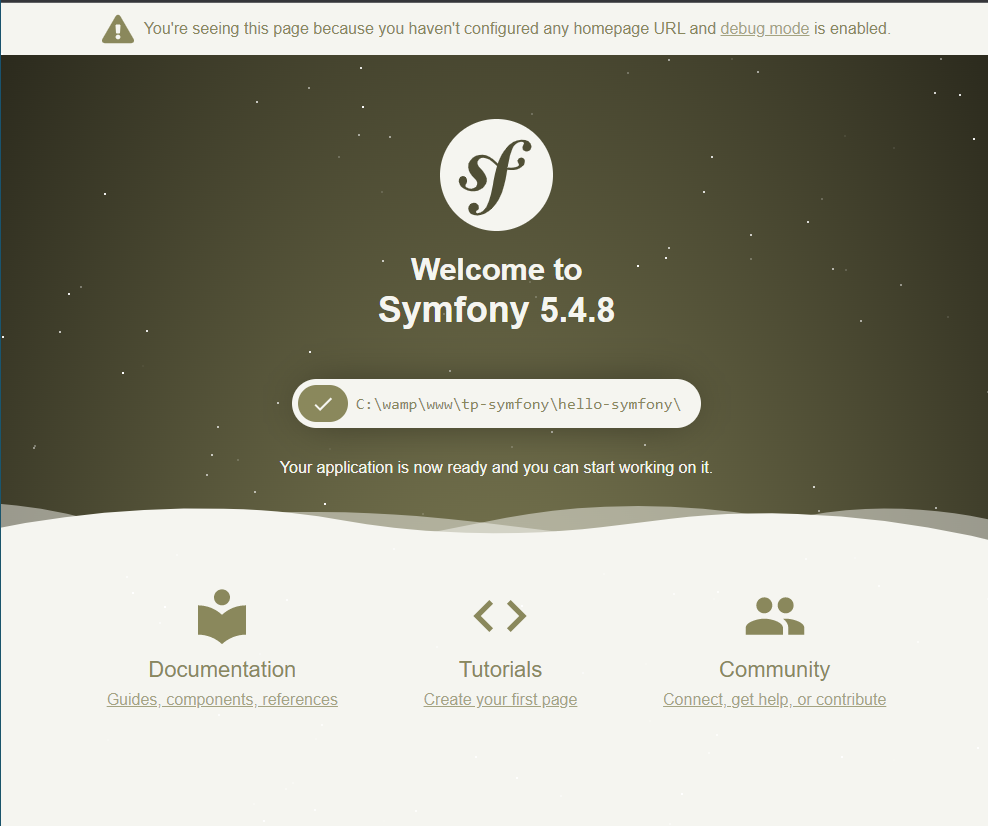 You're seeing this page because you haven't configured any homepage URL and debug mode is enabled.
sf
Welcome to
Symfony 5.4.8
C:\wamp\www\tp-symfony\hello-symfony\
Your application is now ready and you can start working on it.
Documentation
Guides, components, references
Tutorials
Create your first page
Community
Connect, get help, or contribute